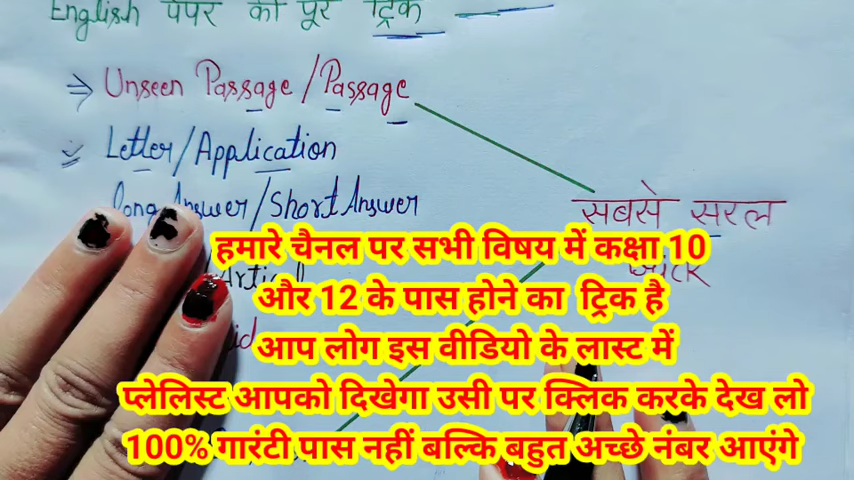 English पेपर की पूरे ट्रिक
Unseen Passage/Passage
Letter/Application
long Answer/Short Answer
सबसे सरल
हमारे चैनल पर सभी विषय में कक्षा 10
और 12 के पास होने का ट्रिक है
आप लोग इस वीडियो के लास्ट में
प्लेलिस्ट आपको दिखेगा उसी पर क्लिक करके देख लो
100% गारंटी पास नहीं बल्कि बहुत अच्छे नंबर आएंगे